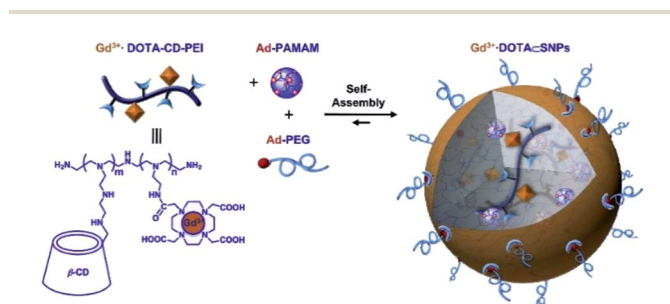 Gd³⁺· DOTA-CD-PEI
Ad-PAMAM
Gd³⁺·DOTA⊂SNPs
+
Self-
Assembly
+
Ad-PEG
H₂N
m
HN
n
NH₂
NH
NH
HN
O
COOH
Gd³⁺
HOOC
COOH
β-CD